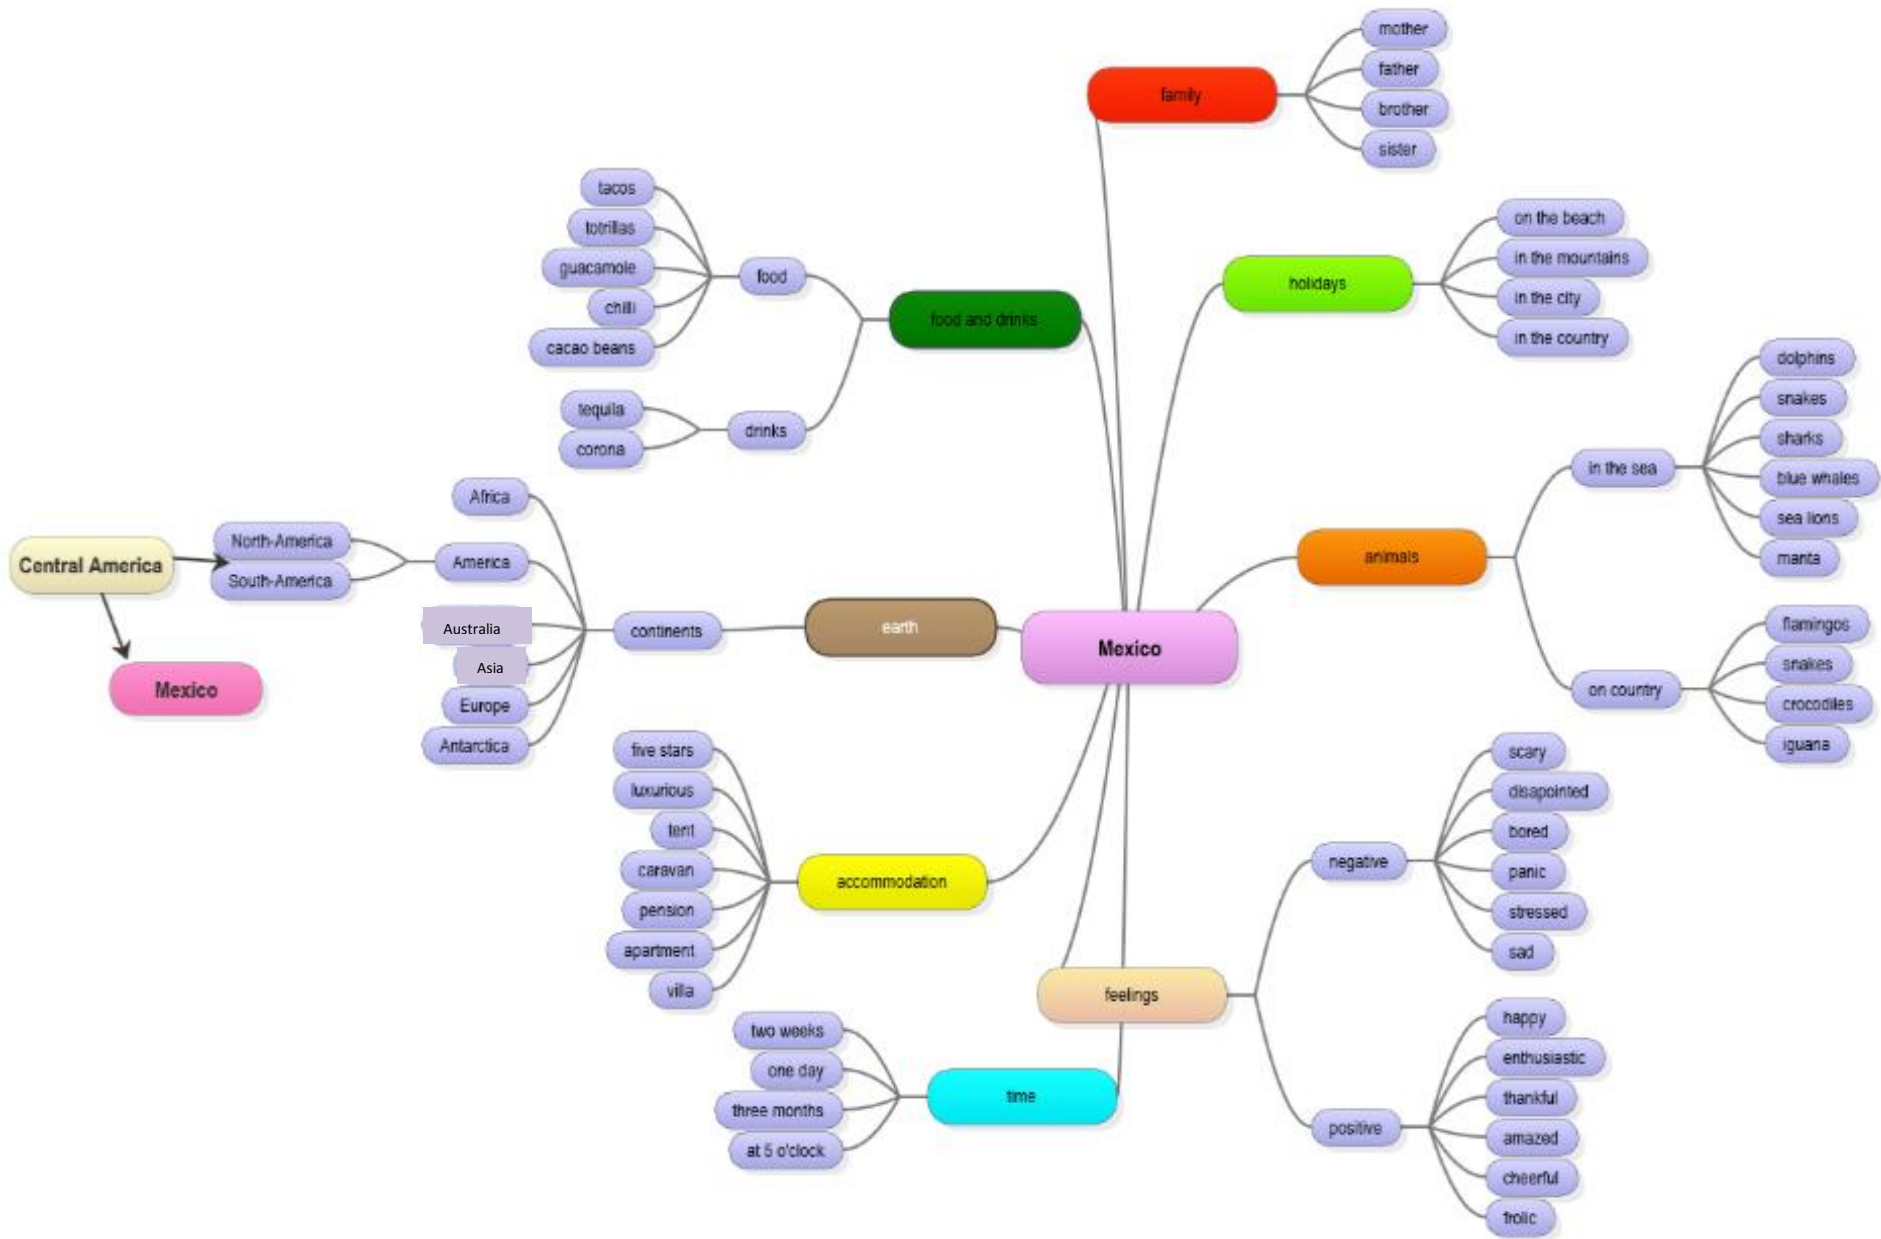 mother
father
family
brother
sister
tacos
totrillas
guacamole
food
chilli
cacao beans
food and drinks
tequila
drinks
corona
on the beach
in the mountains
holidays
in the city
in the country
dolphins
snakes
sharks
in the sea
blue whales
sea lions
manta
animals
flamingos
snakes
on country
crocodiles
iguana
Africa
North-America
Central America
America
South-America
Australia
continents
earth
Mexico
Asia
Mexico
Europe
Antarctica
five stars
luxurious
tent
caravan
accommodation
pension
apartment
villa
scary
disapointed
bored
negative
panic
stressed
sad
feelings
happy
enthusiastic
thankful
positive
amazed
cheerful
frolic
two weeks
one day
time
three months
at 5 o'clock